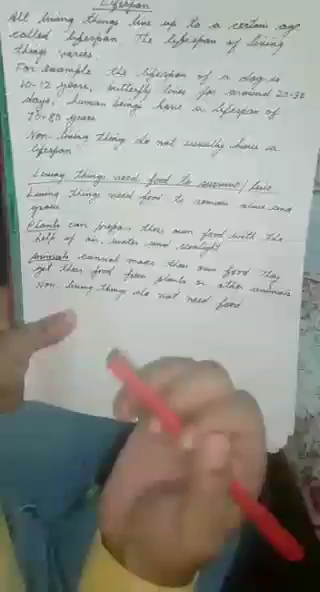 Lifespan
All living things live up to a certain age
called lifespan. The lifespan of living
things varies.
For example the lifespan of a dog is
10-12 years, butterfly lives for around 20-30
days, human beings have a lifespan of
70-80 years
Non-living thing do not usually have a
lifespan
Living things need food to survive/live
Living things need food to remain alive and
grow
Plants can prepare their own food with the
help of air, water and sunlight
Animals cannot make their own food they
get their food from plants or other animals
Non living thing do not need food